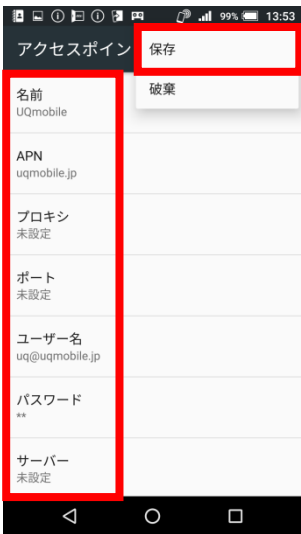 99% 13:53
アクセスポイン
保存
破棄
名前
UQmobile
APN
uqmobile.jp
プロキシ
未設定
ポート
未設定
ユーザー名
uq@uqmobile.jp
パスワード
**
サーバー
未設定